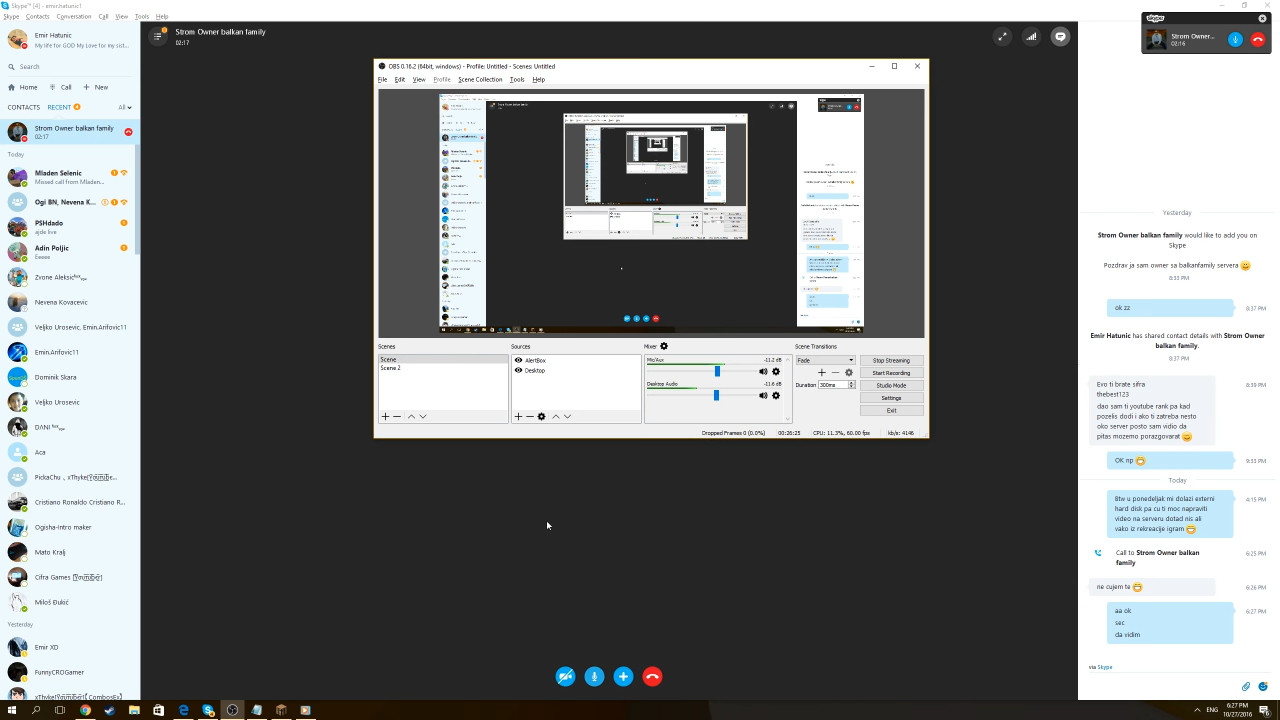 Skype™ (4) - emir.hatunic1
Skype Contacts Conversation Call View Tools Help
Emir Hatunic
My life for GOD My Love for my sist...
Search
Home Call New
CONTACTS RECENT All
Strom Owner balkan family
02:17
Today
Mladen Selenic
Missed call from Mladen...
Ogi BN, Nevena K...
PSHdado
ajde live
Adin Poljic
Eeeee
Zvone Aleksic
Nevena Kovacevic
Veljko Urosevic, Emin.Arifovic11
Emin.Arifovic11
Dominik Skara
Veljko Urosevic
DANI
Aca
PickaChu , xThyke
Cristiano Ronaldo Cristiano R...
Ogisha-Intro maker
Mato Kralj
Cifra Games
Miloš Đukić
Yesterday
Emir XD
FunnyCROGamer
Strom Owner balkan family
02:17
OBS 0.16.2 (64bit, windows) - Profile: Untitled - Scenes: Untitled
File Edit View Profile Scene Collection Tools Help
Scenes
Scene
Scene 2
Sources
AlertBox
Desktop
Mixer
Mic/Aux -11.2 dB
Desktop Audio -11.6 dB
Scene Transitions
Fade
Duration 300ms
Stop Streaming
Start Recording
Studio Mode
Settings
Exit
Dropped Frames 0 (0.0%) 00:26:25 CPU: 11.3%, 60.00 fps kb/s: 4146
skype
Strom Owner...
02:16
Yesterday
Strom Owner balkan family would like to add you on
Skype
Pozdrav ja sam owner sa balkanfamily servera
8:33 PM
ok zz
8:37 PM
Emir Hatunic has shared contact details with Strom
Owner balkan family.
8:37 PM
Evo ti brate sifra
thebest123
8:39 PM
dao sam ti youtube rank pa kad
pozelis dodi i ako ti zatreba nesto
oko server posto sam vidio da
pitas mozemo porazgovarat
OK np
9:33 PM
Today
Btw u ponedeljak mi dolazi externi
hard disk pa cu ti moc napraviti
video na serveru dotad nis ali
vako iz rekreacije igram
4:15 PM
Call to Strom Owner balkan
family
6:25 PM
ne cujem te
6:26 PM
aa ok
6:27 PM
sec
da vidim
via Skype
ENG
6:27 PM
10/27/2016